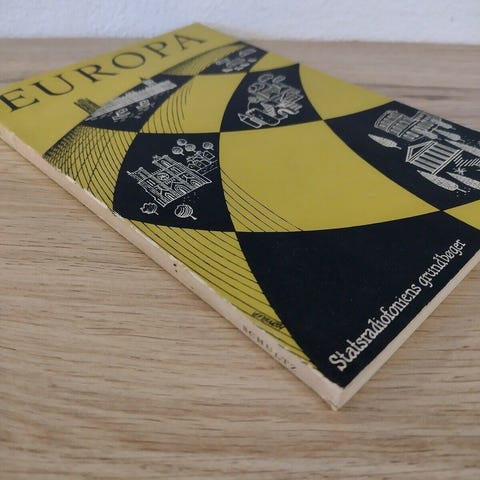 EUROPA
Statsradiofoniens grundbøger
SCHULTZ